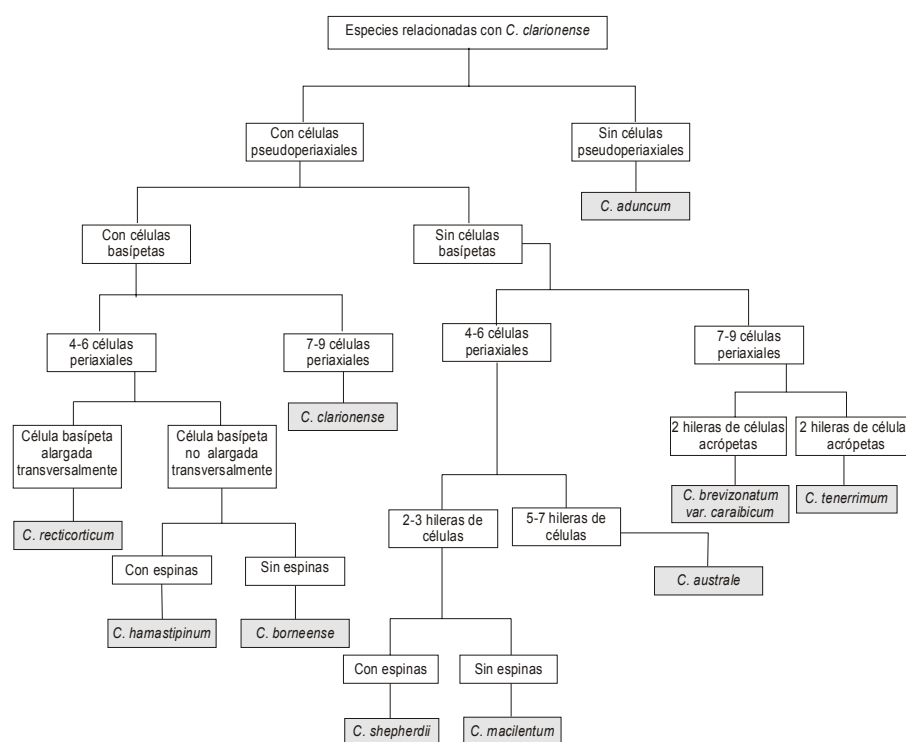 Especies relacionadas con C. clarionense
Con células
pseudoperiaxiales
Sin células
pseudoperiaxiales
C. aduncum
Con células
basípetas
Sin células
basípetas
4-6 células
periaxiales
7-9 células
periaxiales
4-6 células
periaxiales
7-9 células
periaxiales
C. clarionense
Célula basípeta
alargada
transversalmente
Célula basípeta
no alargada
transversalmente
2 hileras de células
acrópetas
2 hileras de células
acrópetas
C. recticorticum
C. brevizonatum
var. caraibicum
C. tenerrimum
2-3 hileras de
células
5-7 hileras de
células
Con espinas
Sin espinas
C. australe
C. hamastipinum
C. borneense
Con espinas
Sin espinas
C. shepherdii
C. macilentum